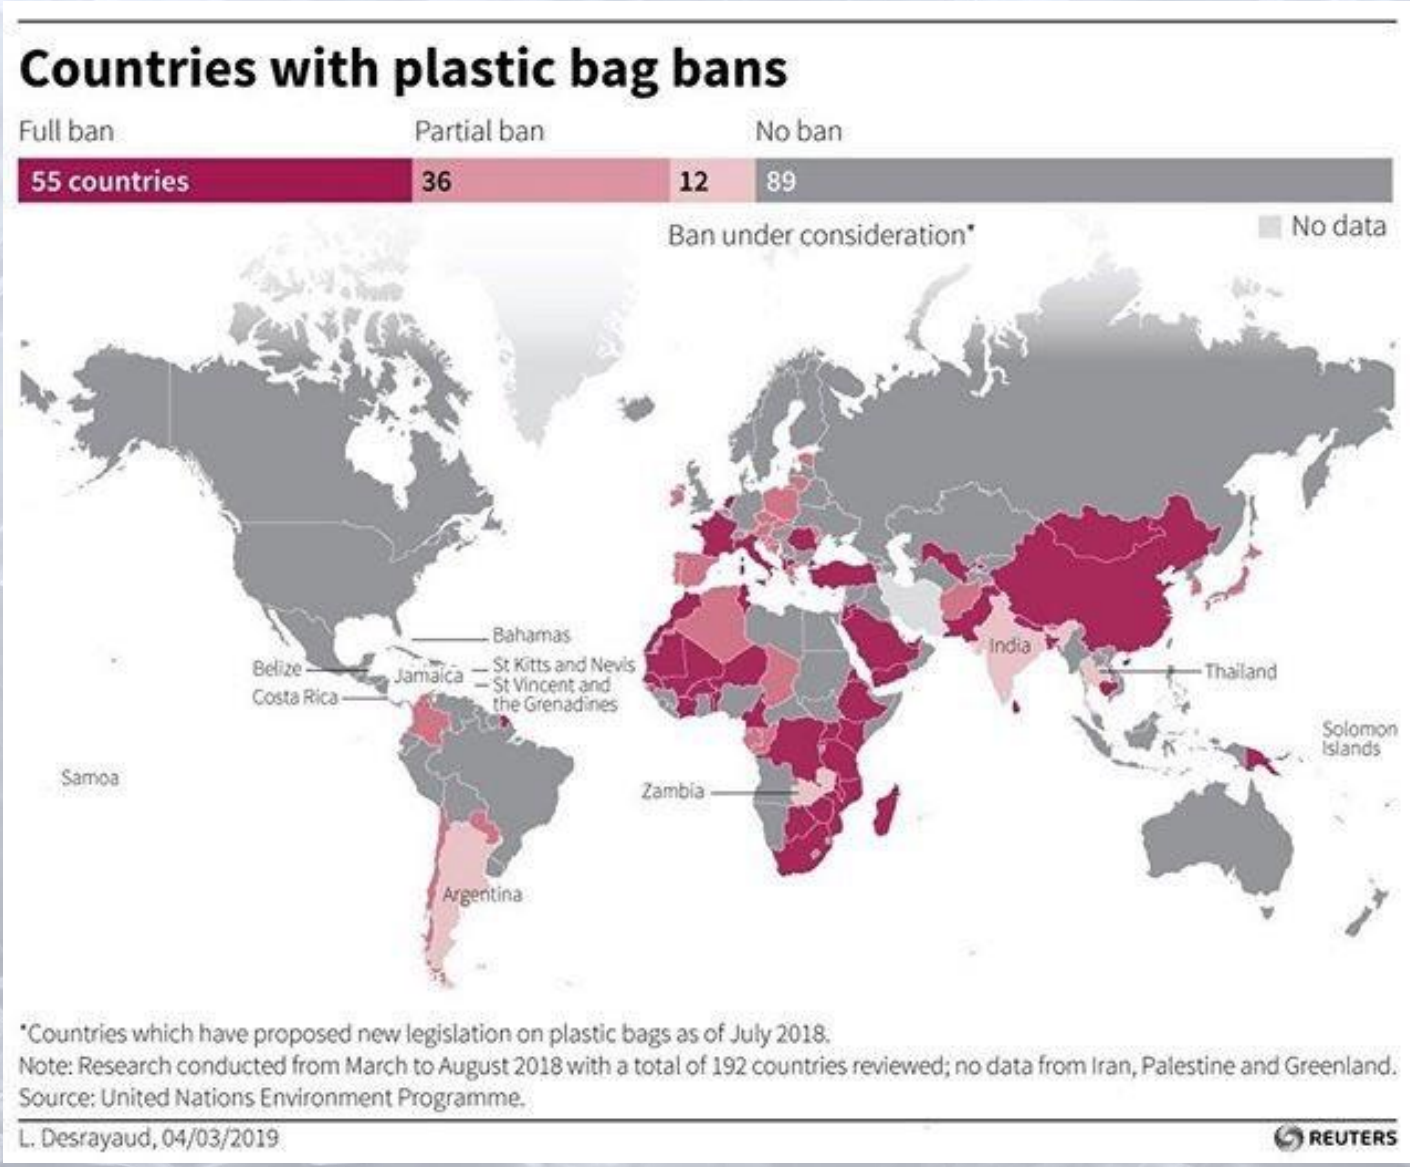 Countries with plastic bag bans
Full ban
Partial ban
No ban
55 countries
36
12
89
Ban under consideration*
No data
Bahamas
Belize
Jamaica
St Kitts and Nevis
Costa Rica
St Vincent and
the Grenadines
India
Thailand
Solomon
Islands
Samoa
Zambia
Argentina
*Countries which have proposed new legislation on plastic bags as of July 2018.
Note: Research conducted from March to August 2018 with a total of 192 countries reviewed; no data from Iran, Palestine and Greenland.
Source: United Nations Environment Programme.
L. Desrayaud, 04/03/2019
REUTERS